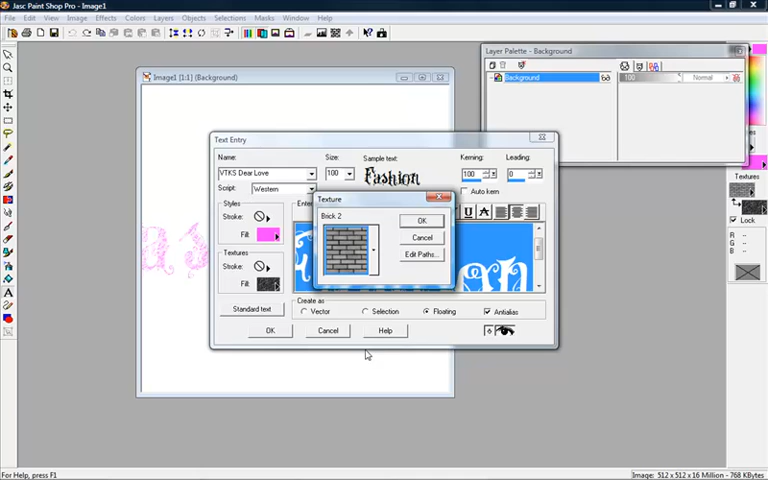 Jasc Paint Shop Pro - Image1
File Edit View Image Effects Colors Layers Objects Selections Masks Window Help
Layer Palette - Background
Background 100 Normal
Image1 [1:1] (Background)
Text Entry
Name: Size: Sample text: Kerning: Leading:
VTKS Dear Love 100 Fashion 100 0
Script: Western Auto kern
Styles
Stroke:
Fill:
Textures
Stroke:
Fill:
Standard text
Create as
Vector Selection Floating Antialias
OK Cancel Help
Texture
Brick 2
OK
Cancel
Edit Paths...
Textures
Lock
R: --
G: --
B: --
For Help, press F1
Image: 512 x 512 x 16 Million - 768 KBytes